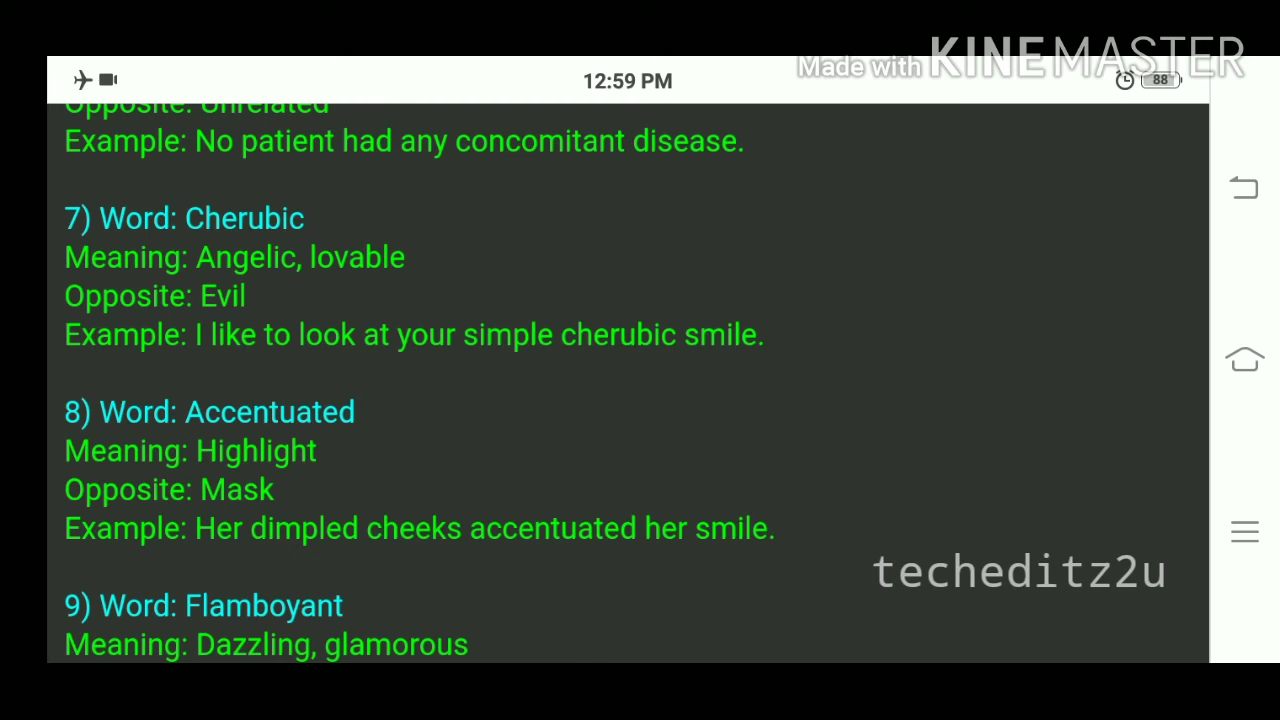 Made with KINEMASTER
12:59 PM
88
Opposite: Unrelated
Example: No patient had any concomitant disease.
7) Word: Cherubic
Meaning: Angelic, lovable
Opposite: Evil
Example: I like to look at your simple cherubic smile.
8) Word: Accentuated
Meaning: Highlight
Opposite: Mask
Example: Her dimpled cheeks accentuated her smile.
techeditz2u
9) Word: Flamboyant
Meaning: Dazzling, glamorous